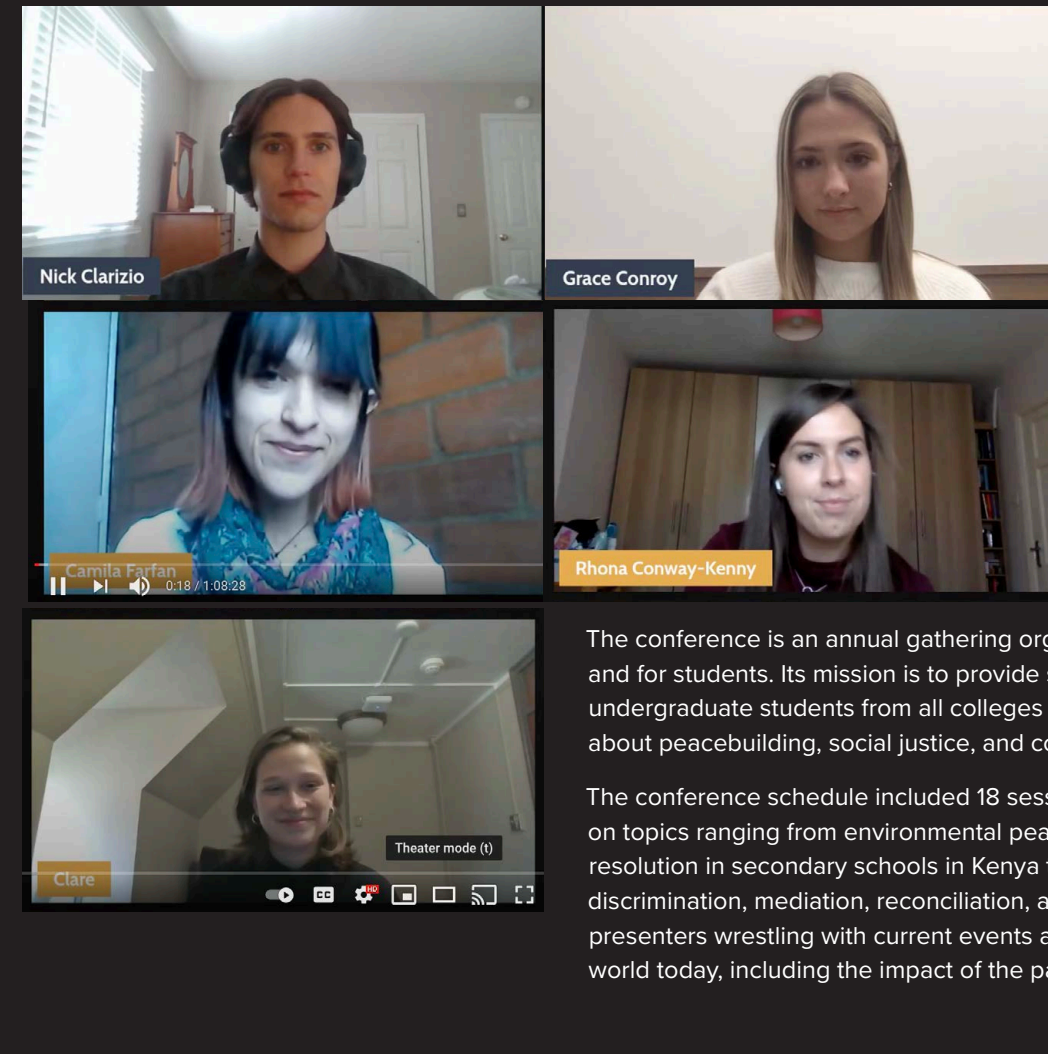 Nick Clarizio
Grace Conroy
Camila Farfan
0:18 / 1:08:28
Rhona Conway-Kenny
Theater mode (t)
Clare
CC
HD
The conference is an annual gathering org
and for students. Its mission is to provide s
undergraduate students from all colleges
about peacebuilding, social justice, and co
The conference schedule included 18 sess
on topics ranging from environmental pea
resolution in secondary schools in Kenya
discrimination, mediation, reconciliation, a
presenters wrestling with current events a
world today, including the impact of the pa